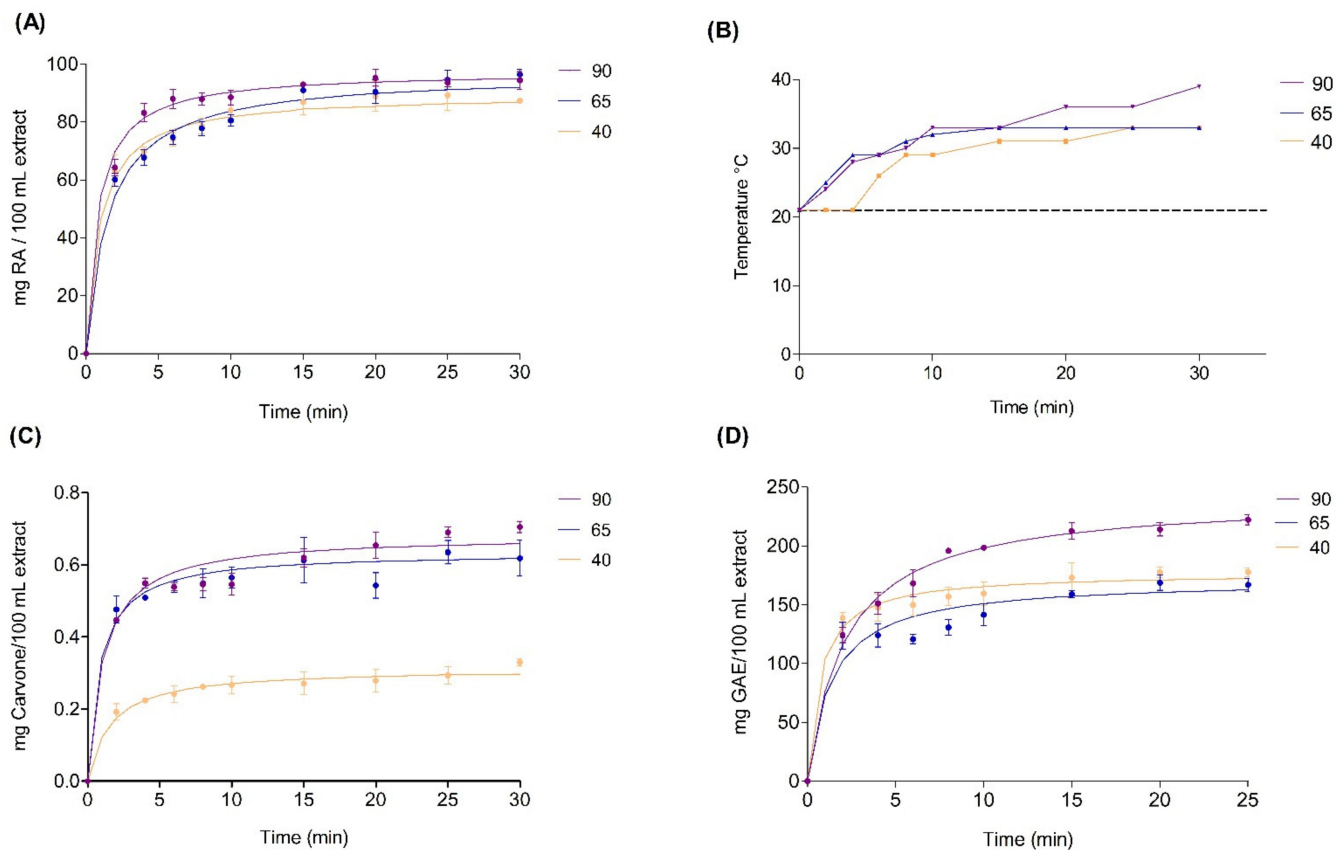 (A)
mg RA / 100 mL extract
100
80
60
40
20
0
0 5 10 15 20 25 30
Time (min)
90
65
40
(B)
Temperature °C
40
30
20
10
0
0 10 20 30
Time (min)
90
65
40
(C)
mg Carvone/100 mL extract
0.8
0.6
0.4
0.2
0.0
0 5 10 15 20 25 30
Time (min)
90
65
40
(D)
mg GAE/100 mL extract
250
200
150
100
50
0
0 5 10 15 20 25
Time (min)
90
65
40